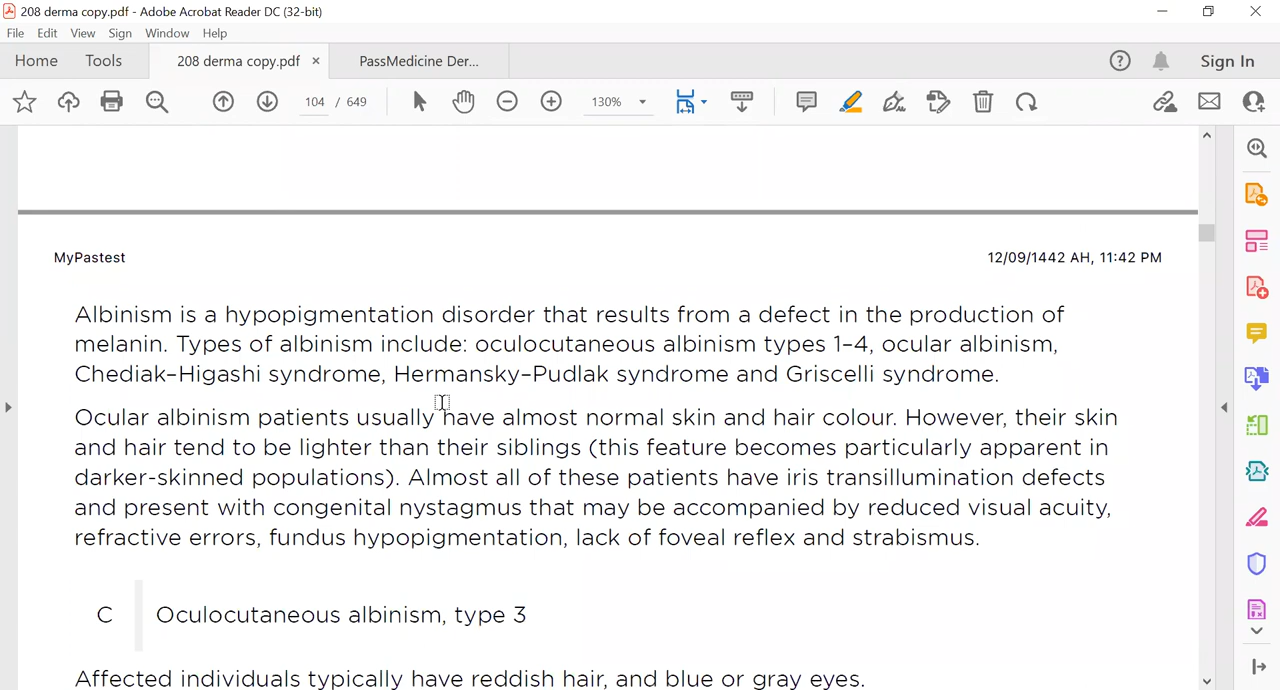 208 derma copy.pdf - Adobe Acrobat Reader DC (32-bit)
File Edit View Sign Window Help
Home Tools 208 derma copy.pdf × PassMedicine Der... Sign In
104 / 649 130%
MyPastest 12/09/1442 AH, 11:42 PM
Albinism is a hypopigmentation disorder that results from a defect in the production of
melanin. Types of albinism include: oculocutaneous albinism types 1–4, ocular albinism,
Chediak–Higashi syndrome, Hermansky–Pudlak syndrome and Griscelli syndrome.
Ocular albinism patients usually have almost normal skin and hair colour. However, their skin
and hair tend to be lighter than their siblings (this feature becomes particularly apparent in
darker-skinned populations). Almost all of these patients have iris transillumination defects
and present with congenital nystagmus that may be accompanied by reduced visual acuity,
refractive errors, fundus hypopigmentation, lack of foveal reflex and strabismus.
C Oculocutaneous albinism, type 3
Affected individuals typically have reddish hair, and blue or gray eyes.